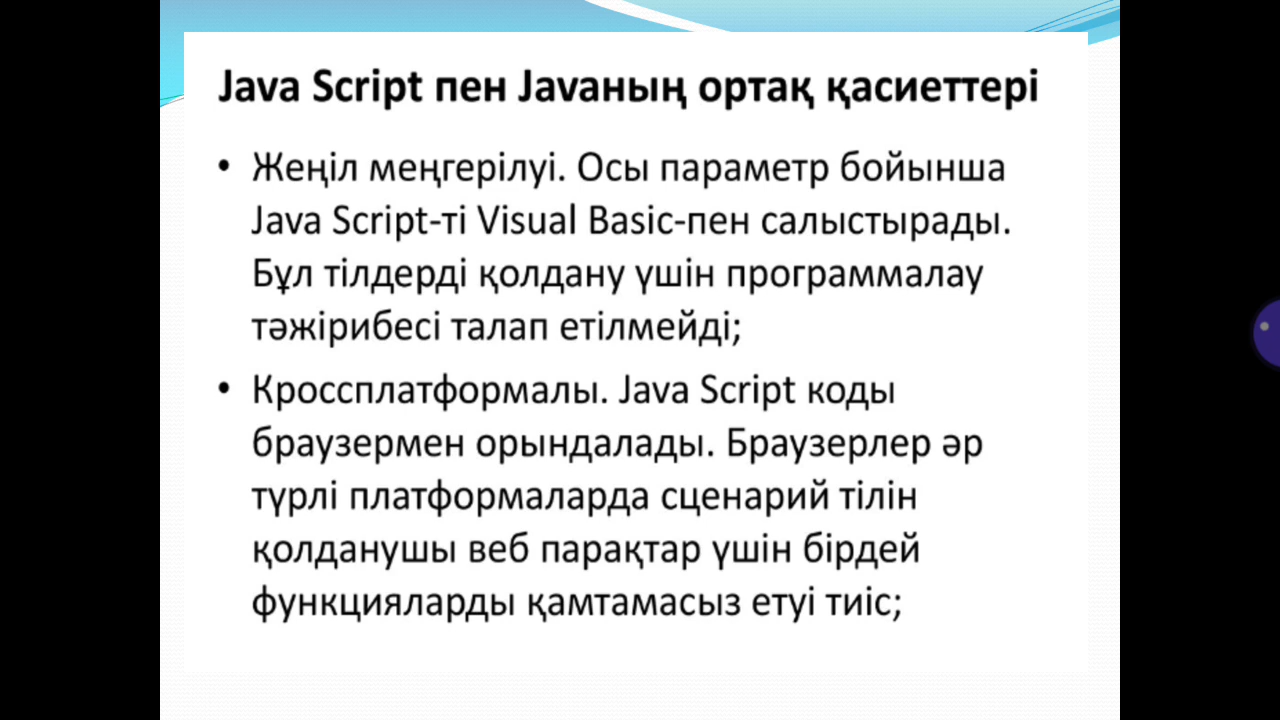 Java Script пен Javaның ортақ қасиеттері
• Жеңіл меңгерілуі. Осы параметр бойынша
Java Script-ті Visual Basic-пен салыстырады.
Бұл тілдерді қолдану үшін программалау
тәжірибесі талап етілмейді;
• Кроссплатформалы. Java Script коды
браузермен орындалады. Браузерлер әр
түрлі платформаларда сценарий тілін
қолданушы веб парақтар үшін бірдей
функцияларды қамтамасыз етуі тиіс;